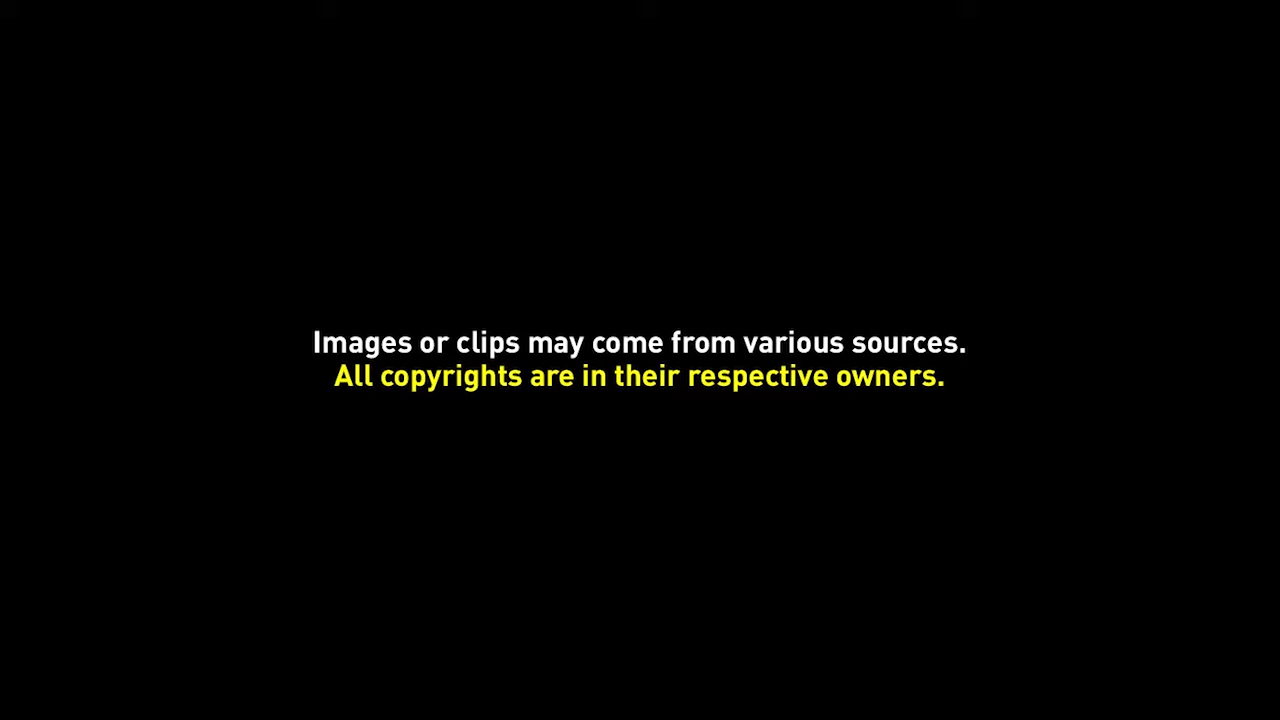 Images or clips may come from various sources.
All copyrights are in their respective owners.